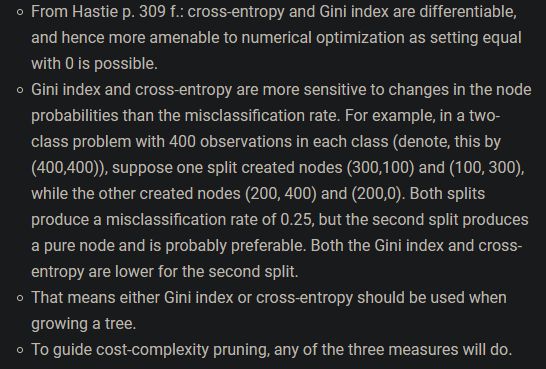 From Hastie p. 309 f.: cross-entropy and Gini index are differentiable,
and hence more amenable to numerical optimization as setting equal
with 0 is possible.
Gini index and cross-entropy are more sensitive to changes in the node
probabilities than the misclassification rate. For example, in a two-
class problem with 400 observations in each class (denote, this by
(400,400)), suppose one split created nodes (300,100) and (100, 300),
while the other created nodes (200, 400) and (200,0). Both splits
produce a misclassification rate of 0.25, but the second split produces
a pure node and is probably preferable. Both the Gini index and cross-
entropy are lower for the second split.
That means either Gini index or cross-entropy should be used when
growing a tree.
To guide cost-complexity pruning, any of the three measures will do.